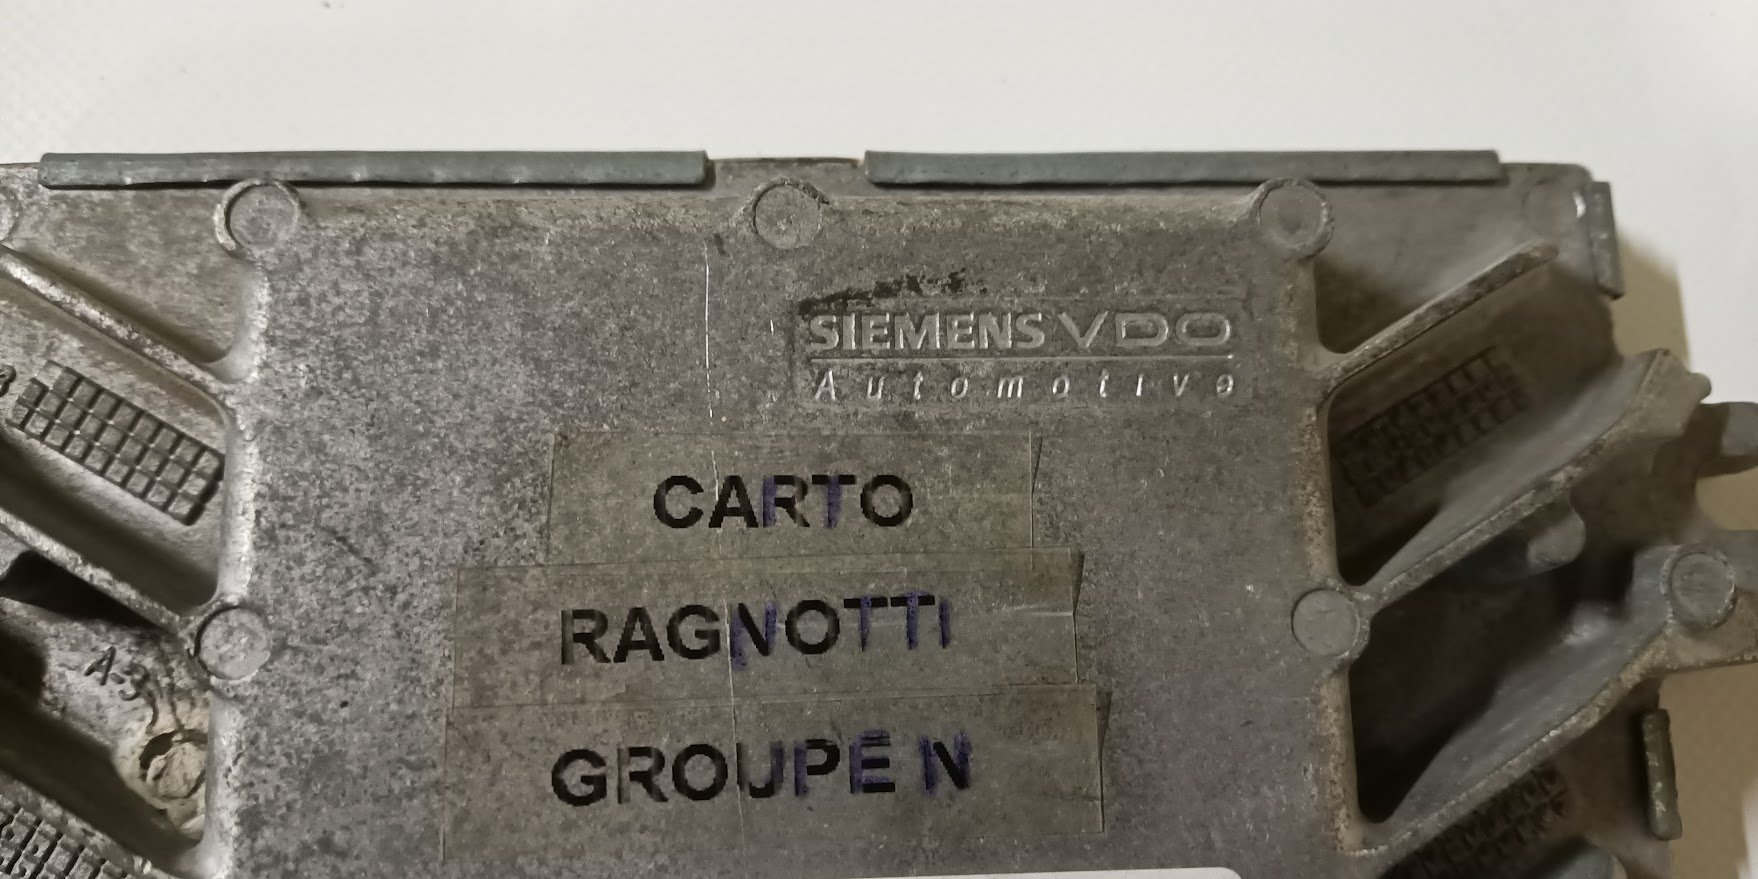 SIEMENS VDO
Automotive
CARTO
RAGNOTTI
GROUPE N